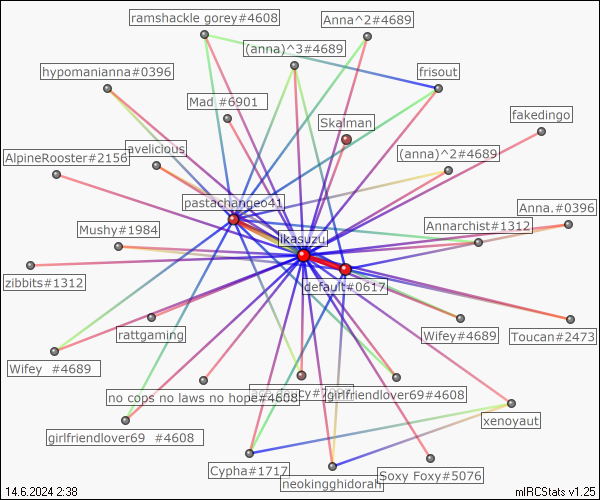 ramshackle gorey#4608
Anna^2#4689
(anna)^3#4689
hypomanianna#0396
frisout
Mad #6901
fakedingo
Skalman
avelicious
(anna)^2#4689
AlpineRooster#2156
pastachangeo41
Anna.#0396
Mushy#1984
Annarchist#1312
ikasuzu
zibbits#1312
default#0617
rattgaming
Wifey#4689
Toucan#2473
Wifey #4689
no cops no laws no hope#4608
girlfriendlover69#4608
xenoyaut
girlfriendlover69 #4608
Cypha#1717
Soxy Foxy#5076
neokingghidorah
14.6.2024 2:38
mIRCStats v1.25